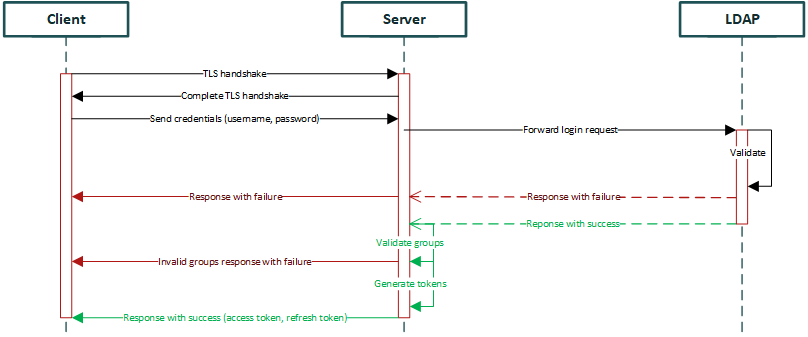 Client
Server
LDAP
TLS handshake
Complete TLS handshake
Send credentials (username, password)
Forward login request
Validate
Response with failure
Response with failure
Reponse with success
Validate groups
Invalid groups response with failure
Generate tokens
Response with success (access token, refresh token)